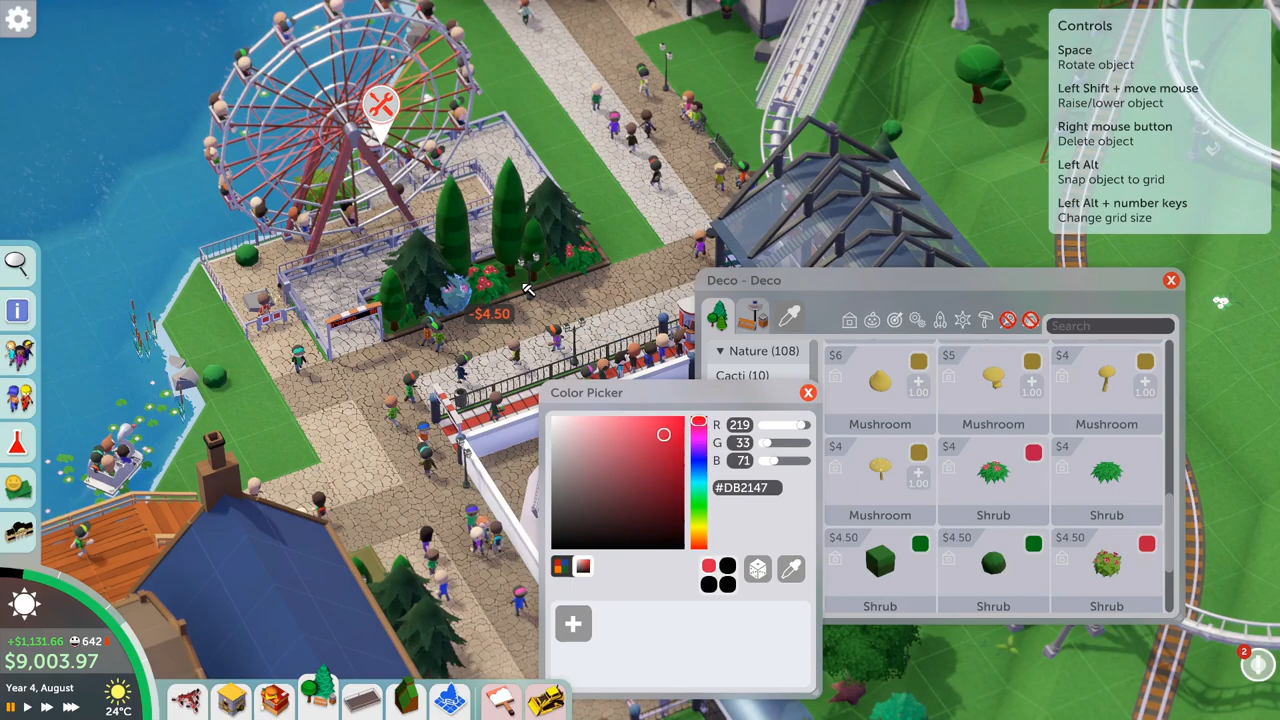 Controls
Space
Rotate object
Left Shift + move mouse
Raise/lower object
Right mouse button
Delete object
Left Alt
Snap object to grid
Left Alt + number keys
Change grid size
-$4.50
Deco - Deco
X
Search
▼ Nature (108)
Cacti (10)
$6
+
1.00
Mushroom
$5
+
1.00
Mushroom
$4
+
1.00
Mushroom
$4
+
1.00
Mushroom
$4
Shrub
$4
Shrub
$4.50
Shrub
$4.50
Shrub
$4.50
Shrub
Color Picker
X
R 219
G 33
B 71
#DB2147
+
+$1,131.66
642
$9,003.97
Year 4, August
24°C
2